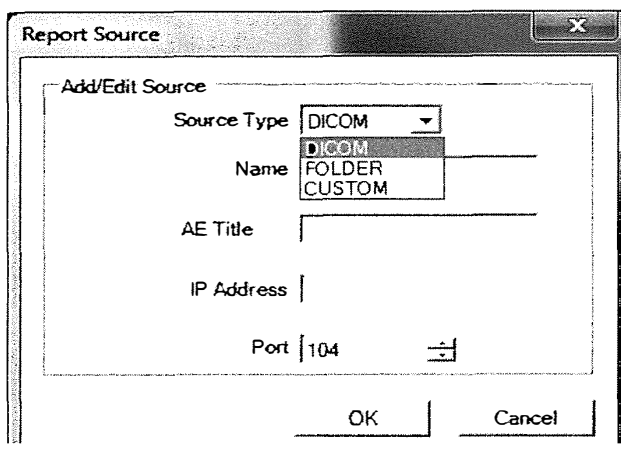 Report Source
X
Add/Edit Source
Source Type DICOM
DICOM
Name FOLDER
CUSTOM
AE Title
IP Address
Port 104
OK Cancel